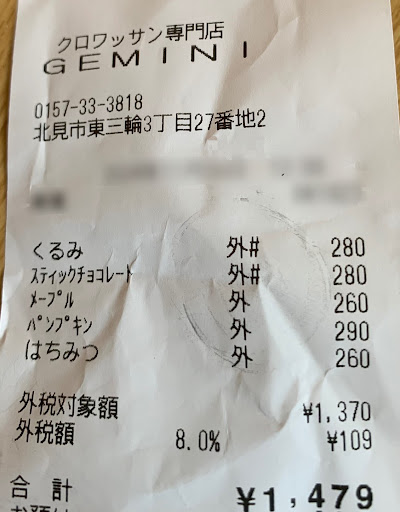 クロワッサン専門店
GEMINI
0157-33-3818
北見市東三輪3丁目27番地2
くるみ 外# 280
スティックチョコレート 外# 280
メープル 外 260
パンプキン 外 290
はちみつ 外 260
外税対象額 ¥1,370
外税額 8.0% ¥109
合計 ¥1,479